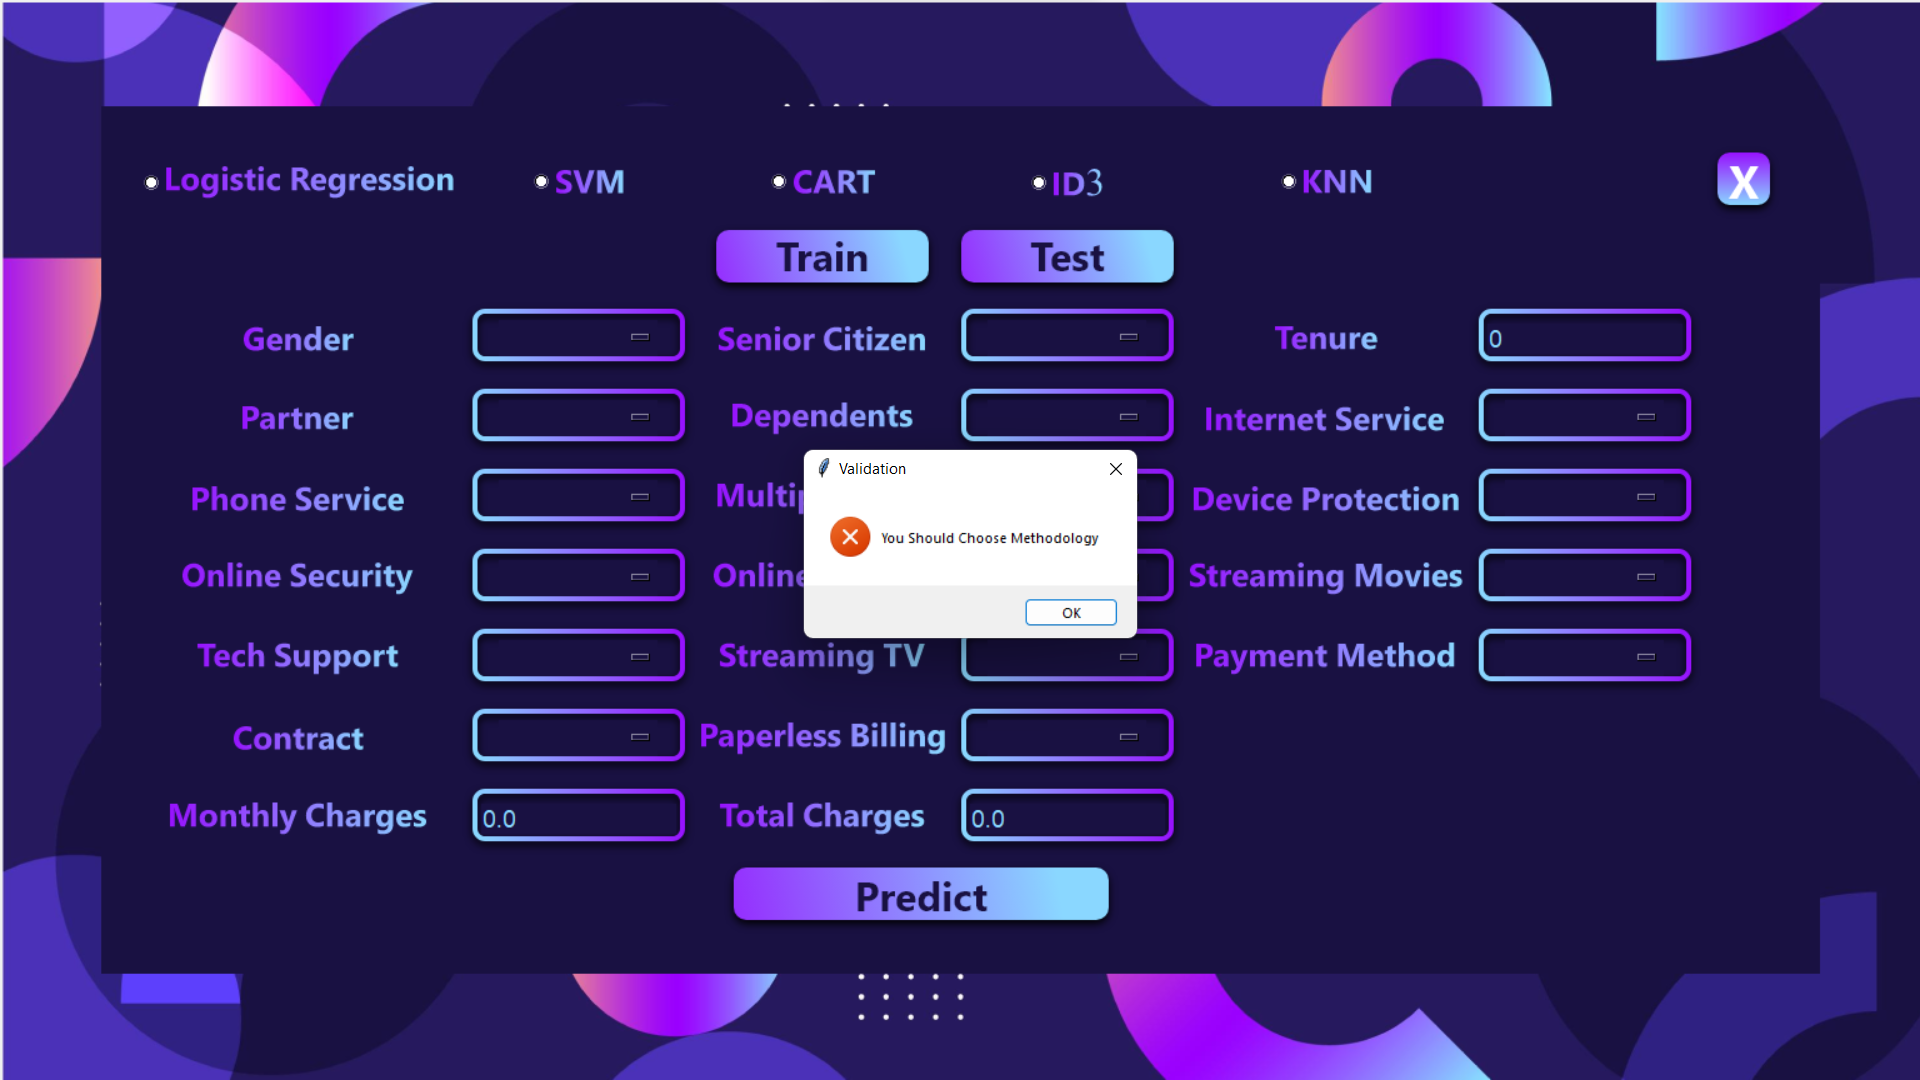 Logistic Regression
SVM
CART
ID3
KNN
X
Train
Test
Gender
Senior Citizen
Tenure
0
Partner
Dependents
Internet Service
Validation
Phone Service
Device Protection
You Should Choose Methodology
Online Security
Online
Streaming Movies
OK
Tech Support
Streaming TV
Payment Method
Contract
Paperless Billing
Monthly Charges
0.0
Total Charges
0.0
Predict